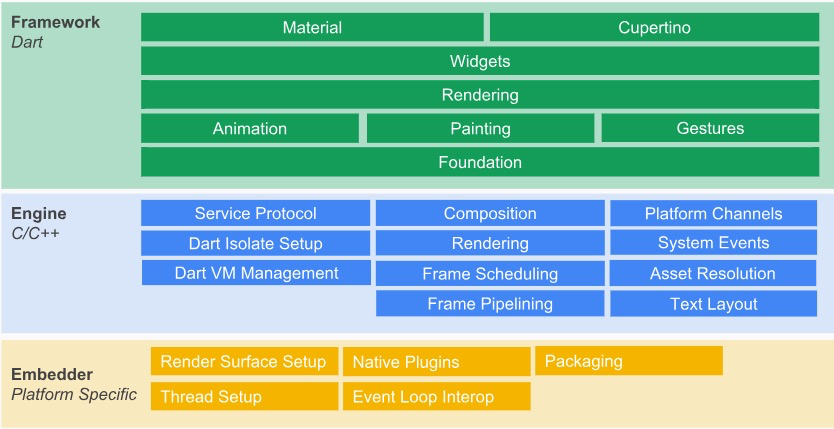 Framework
Dart
Material
Cupertino
Widgets
Rendering
Animation
Painting
Gestures
Foundation
Engine
C/C++
Service Protocol
Composition
Platform Channels
Dart Isolate Setup
Rendering
System Events
Dart VM Management
Frame Scheduling
Asset Resolution
Frame Pipelining
Text Layout
Embedder
Platform Specific
Render Surface Setup
Native Plugins
Packaging
Thread Setup
Event Loop Interop